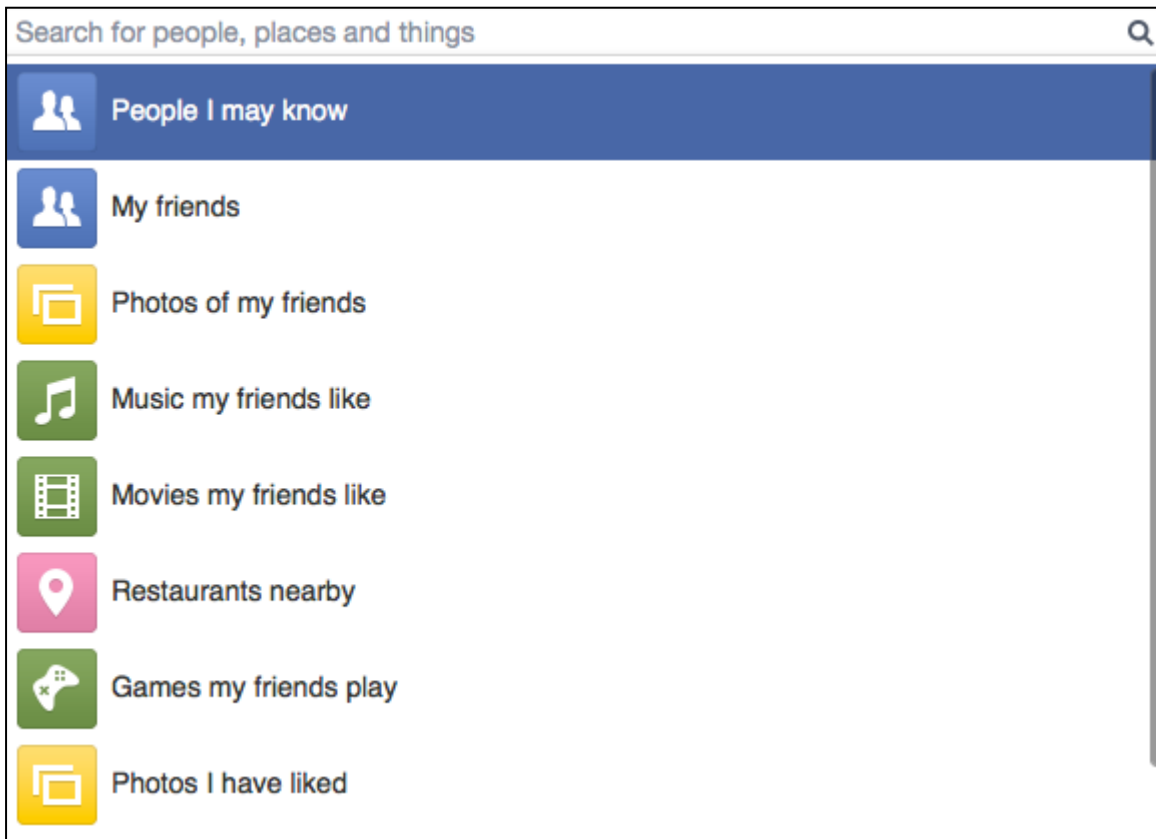 Search for people, places and things
People I may know
My friends
Photos of my friends
Music my friends like
Movies my friends like
Restaurants nearby
Games my friends play
Photos I have liked